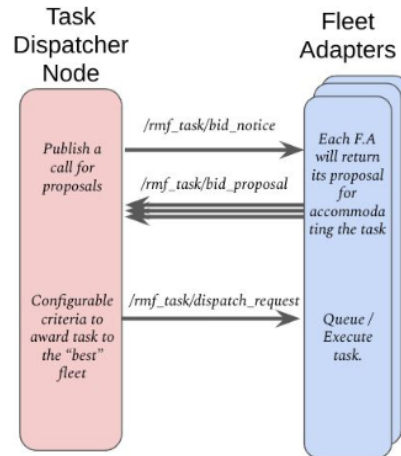 Task
Dispatcher
Node
Fleet
Adapters
Publish a
call for
proposals
/rmf_task/bid_notice
/rmf_task/bid_proposal
Each F.A
will return
its proposal
for
accommoda
ting the task
Configurable
criteria to
award task to
the “best”
fleet
/rmf_task/dispatch_request
Queue /
Execute
task.